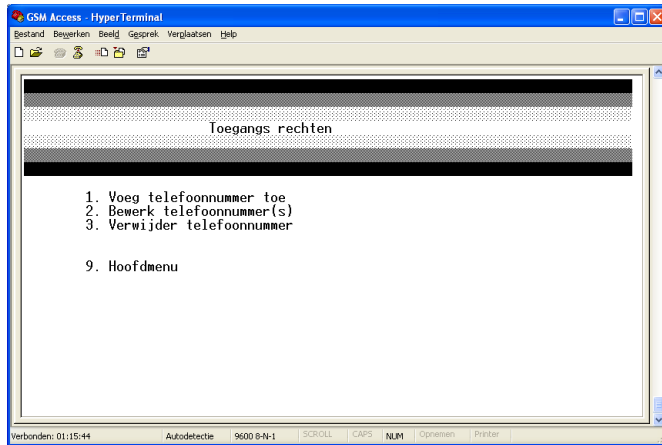 GSM Access - HyperTerminal
Bestand Bewerken Beeld Gesprek Verplaatsen Help
Toegangs rechten
1. Voeg telefoonnummer toe
2. Bewerk telefoonnummer(s)
3. Verwijder telefoonnummer
9. Hoofdmenu
Verbonden: 01:15:44 Autodetectie 9600 8-N-1 SCROLL CAPS NUM Opnemen Printer